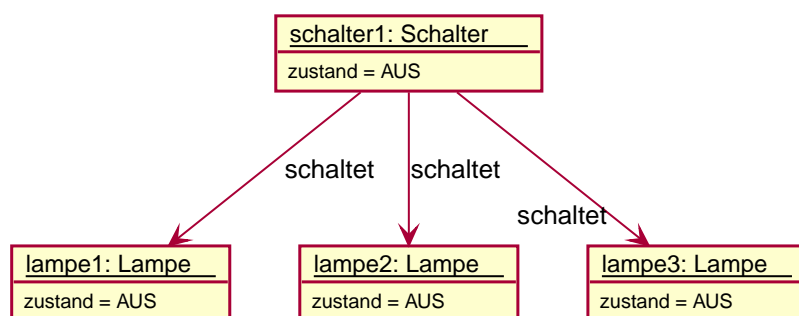 schalter1: Schalter
zustand = AUS
schaltet
schaltet
schaltet
lampe1: Lampe
zustand = AUS
lampe2: Lampe
zustand = AUS
lampe3: Lampe
zustand = AUS